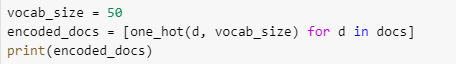 vocab_size = 50
encoded_docs = [one_hot(d, vocab_size) for d in docs]
print(encoded_docs)